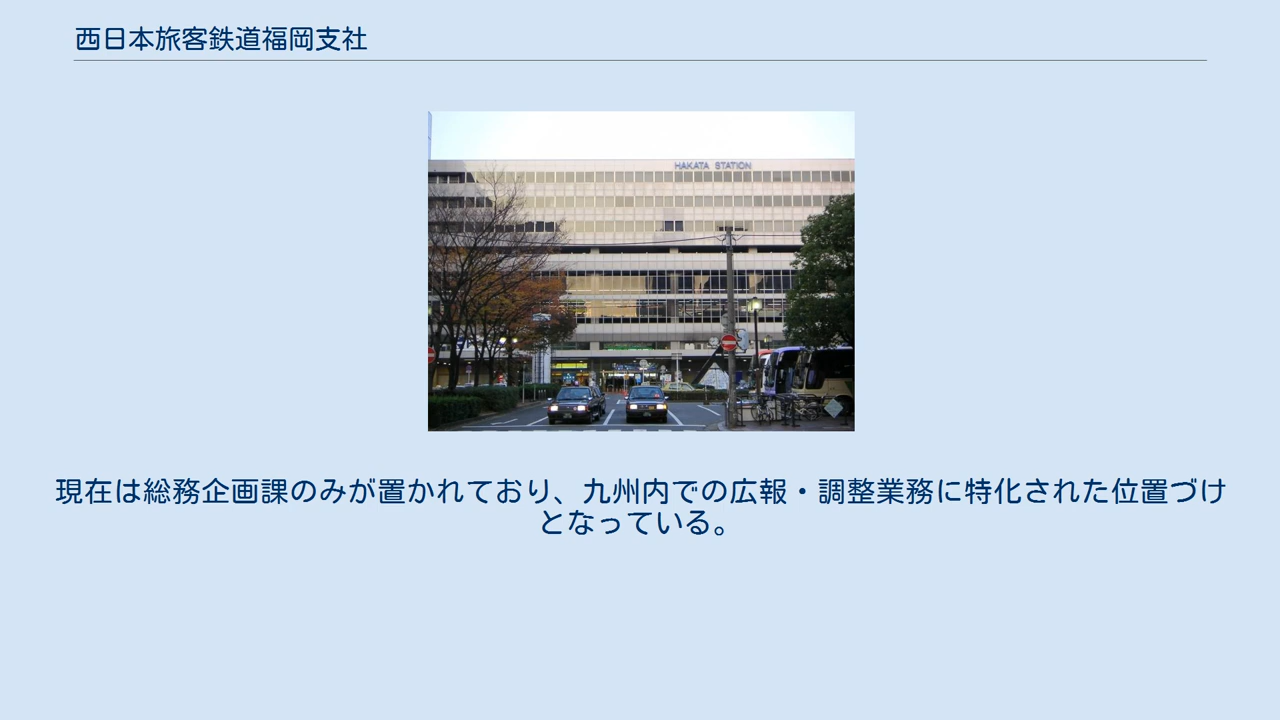 西日本旅客鉄道福岡支社
HAKATA STATION
現在は総務企画課のみが置かれており、九州内での広報・調整業務に特化された位置づけ
となっている。